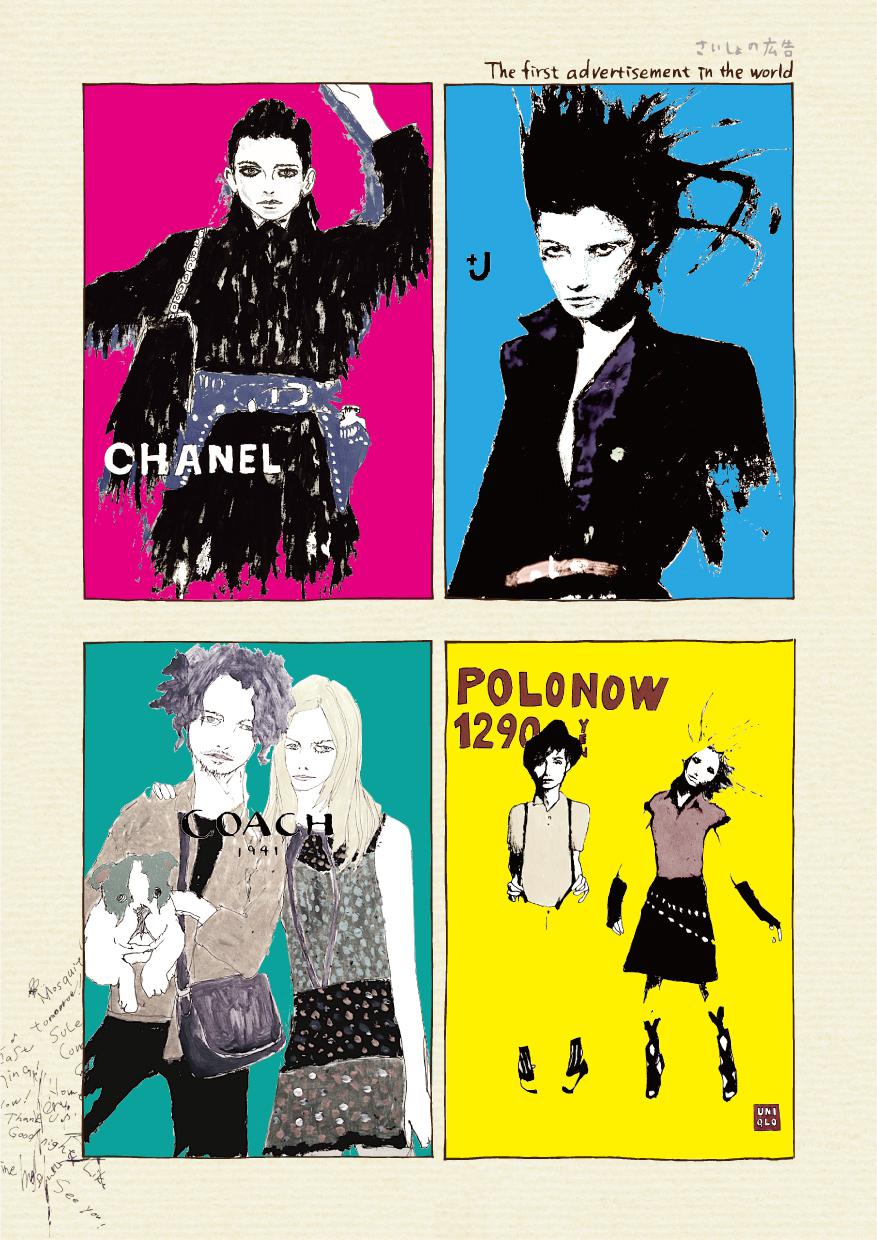 さいしょの広告
The first advertisement in the world
CHANEL
+J
COACH
1941
POLONOW
1290
YEN
UNI
QLO
tomorrow!
Thank
Good night
See you!